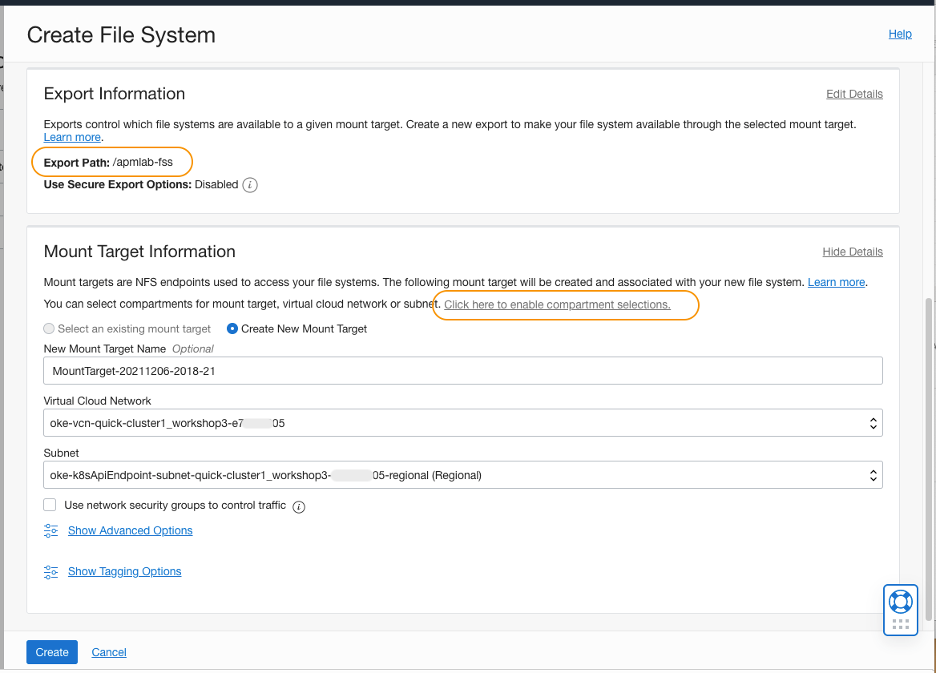 Create File System
Help
Export Information
Edit Details
Exports control which file systems are available to a given mount target. Create a new export to make your file system available through the selected mount target.
Learn more.
Export Path: /apmlab-fss
Use Secure Export Options: Disabled i
Mount Target Information
Hide Details
Mount targets are NFS endpoints used to access your file systems. The following mount target will be created and associated with your new file system. Learn more.
You can select compartments for mount target, virtual cloud network or subnet. Click here to enable compartment selections.
Select an existing mount target Create New Mount Target
New Mount Target Name Optional
MountTarget-20211206-2018-21
Virtual Cloud Network
oke-vcn-quick-cluster1_workshop3-e7 05
Subnet
oke-k8sApiEndpoint-subnet-quick-cluster1_workshop3- 05-regional (Regional)
Use network security groups to control traffic i
Show Advanced Options
Show Tagging Options
Create Cancel